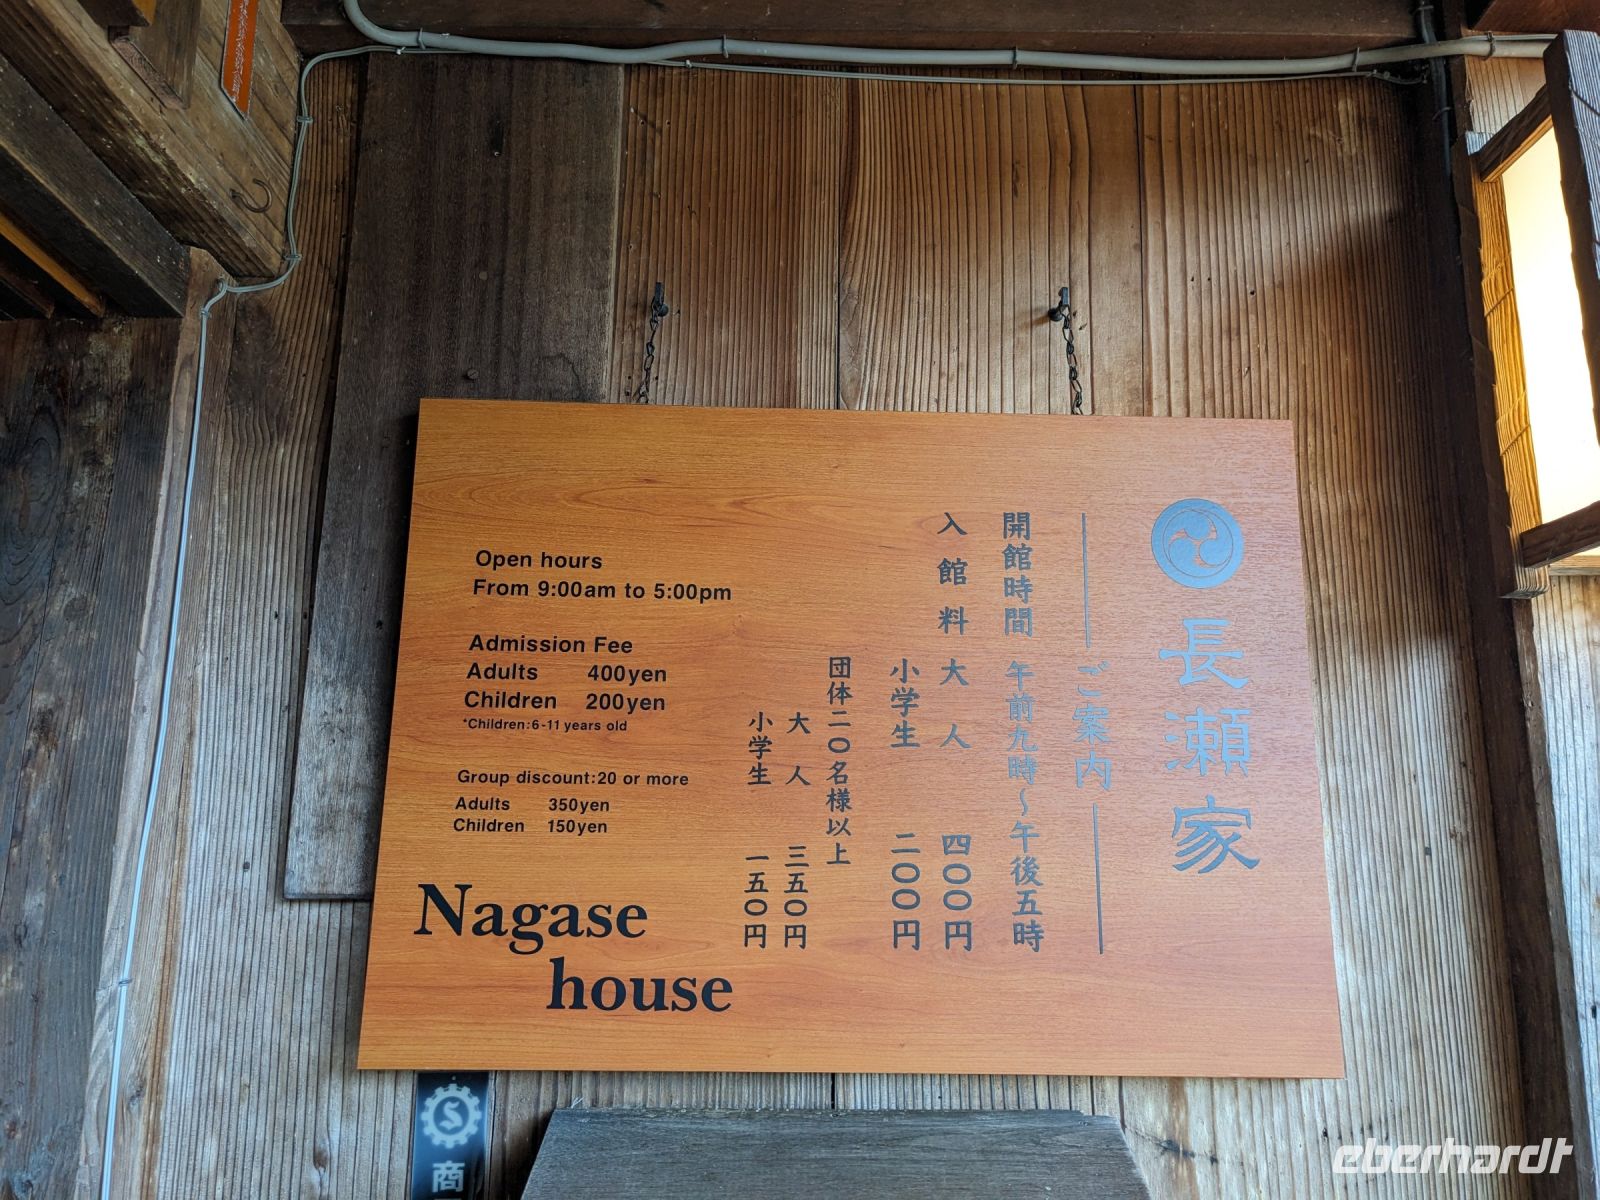 長瀬家
ご案内
開館時間 午前九時～午後五時
入館料 大人 四〇〇円
小学生 二〇〇円
団体二〇名様以上
大人 三五〇円
小学生 一五〇円
Open hours
From 9:00am to 5:00pm
Admission Fee
Adults 400yen
Children 200yen
*Children:6-11 years old
Group discount:20 or more
Adults 350yen
Children 150yen
Nagase
house
S
商
eberhardt